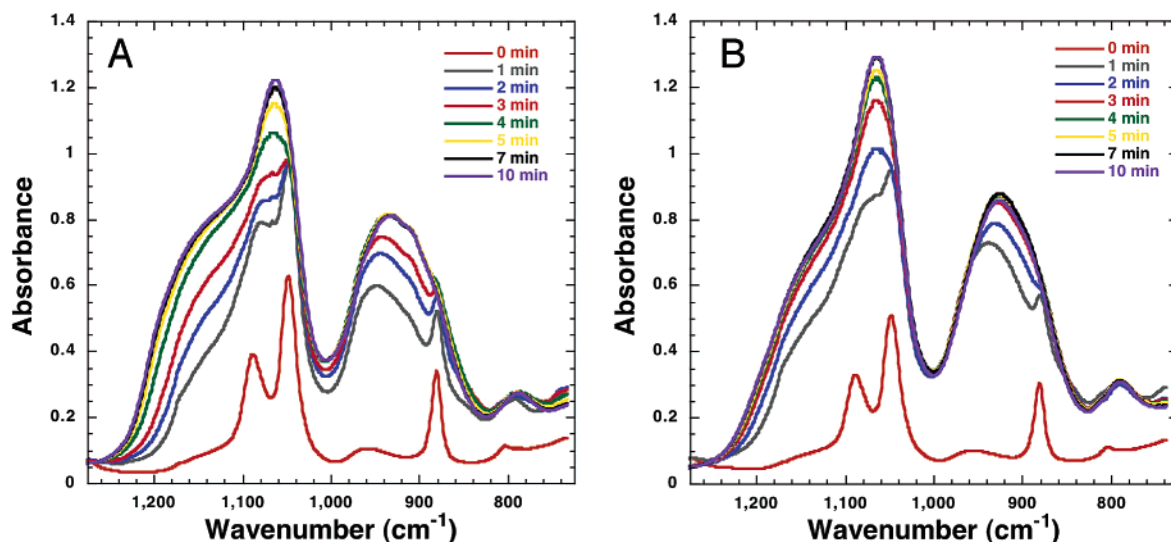 A
0 min
1 min
2 min
3 min
4 min
5 min
7 min
10 min
1.4
1.2
1
0.8
0.6
0.4
0.2
0
Absorbance
1,200 1,100 1,000 900 800
Wavenumber (cm-1)
B
0 min
1 min
2 min
3 min
4 min
5 min
7 min
10 min
1.4
1.2
1
0.8
0.6
0.4
0.2
0
Absorbance
1,200 1,100 1,000 900 800
Wavenumber (cm-1)